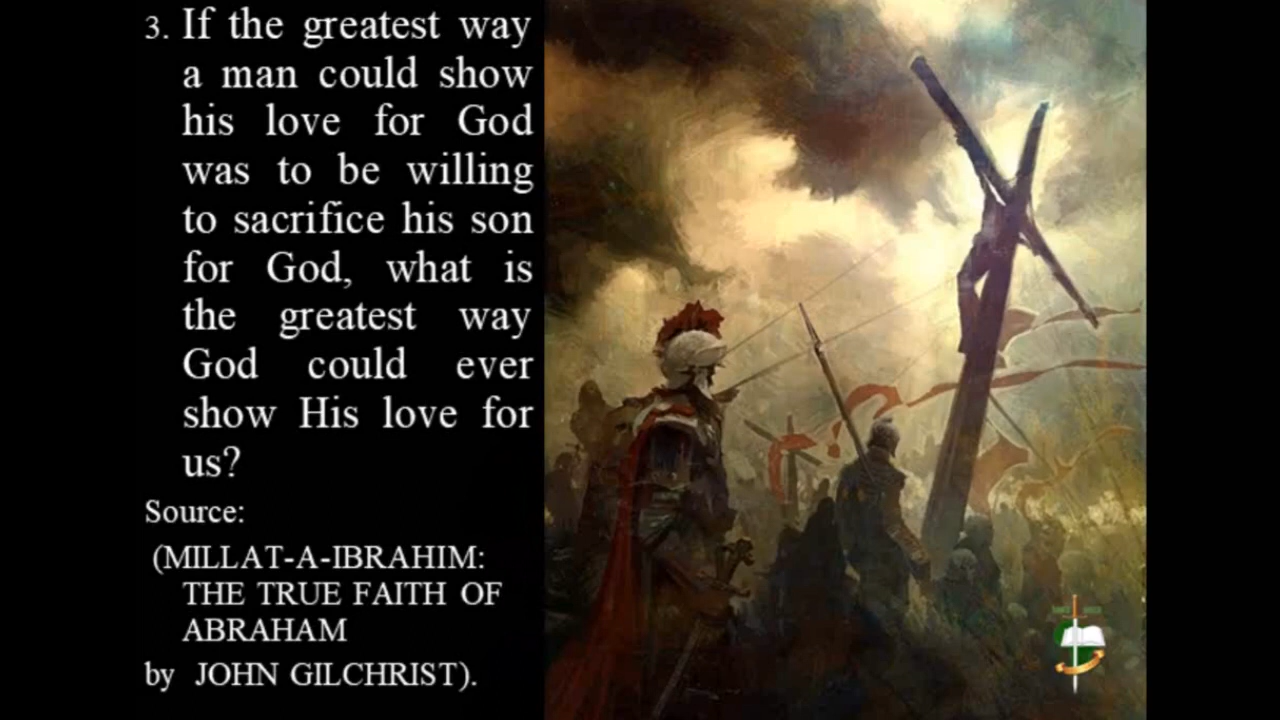 3. If the greatest way
a man could show
his love for God
was to be willing
to sacrifice his son
for God, what is
the greatest way
God could ever
show His love for
us?
Source:
(MILLAT-A-IBRAHIM:
THE TRUE FAITH OF
ABRAHAM
by JOHN GILCHRIST).